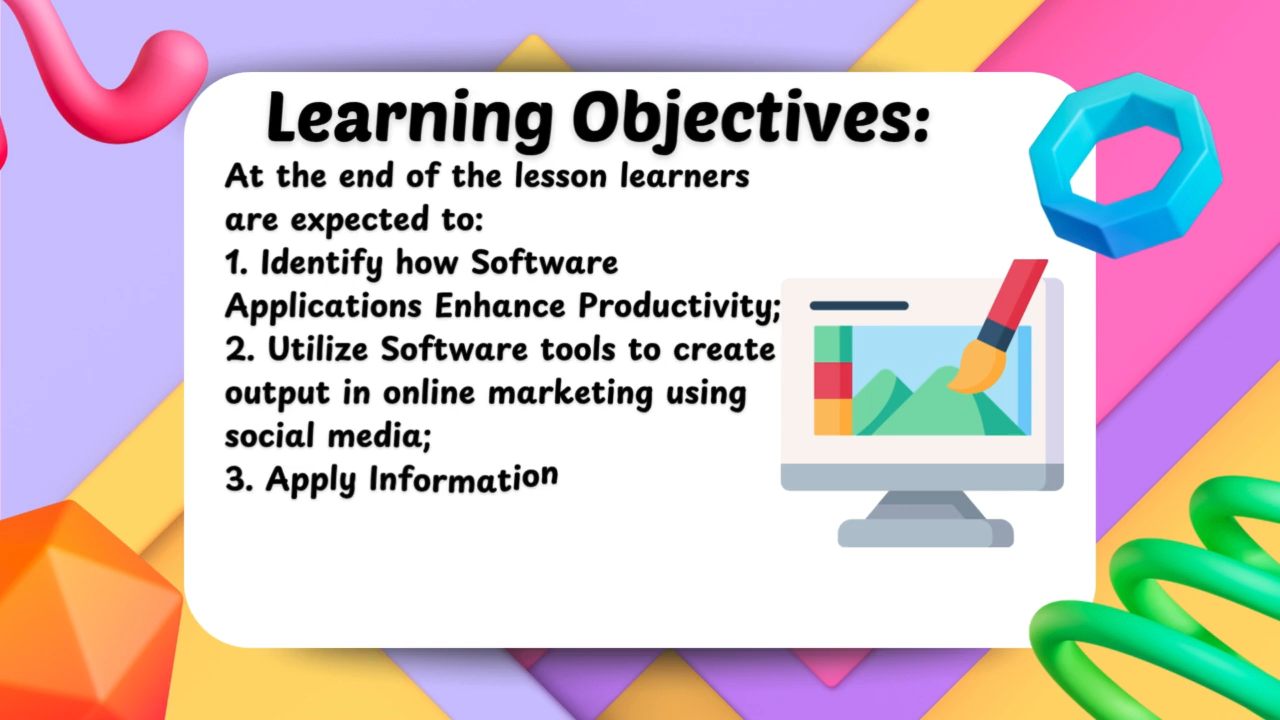 Learning Objectives:
At the end of the lesson learners
are expected to:
1. Identify how Software
Applications Enhance Productivity;
2. Utilize Software tools to create
output in online marketing using
social media;
3. Apply Information